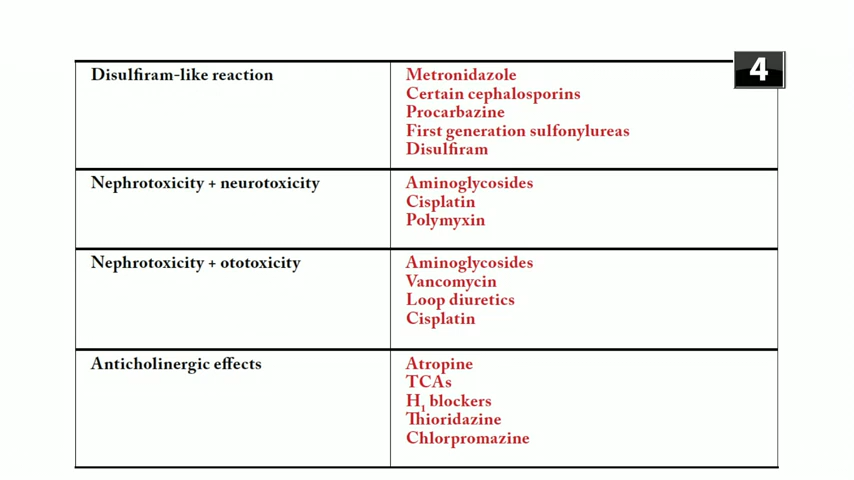 4
Disulfiram-like reaction
Metronidazole
Certain cephalosporins
Procarbazine
First generation sulfonylureas
Disulfiram
Nephrotoxicity + neurotoxicity
Aminoglycosides
Cisplatin
Polymyxin
Nephrotoxicity + ototoxicity
Aminoglycosides
Vancomycin
Loop diuretics
Cisplatin
Anticholinergic effects
Atropine
TCAs
H₁ blockers
Thioridazine
Chlorpromazine